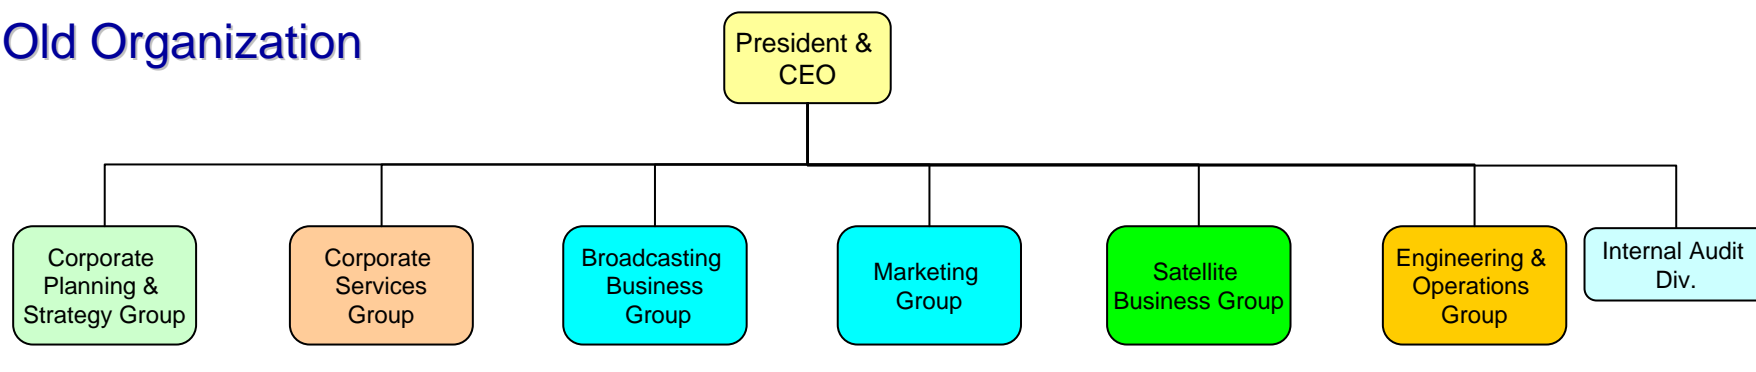 Old Organization
President &
CEO
Corporate
Planning &
Strategy Group
Corporate
Services
Group
Broadcasting
Business
Group
Marketing
Group
Satellite
Business Group
Engineering &
Operations
Group
Internal Audit
Div.